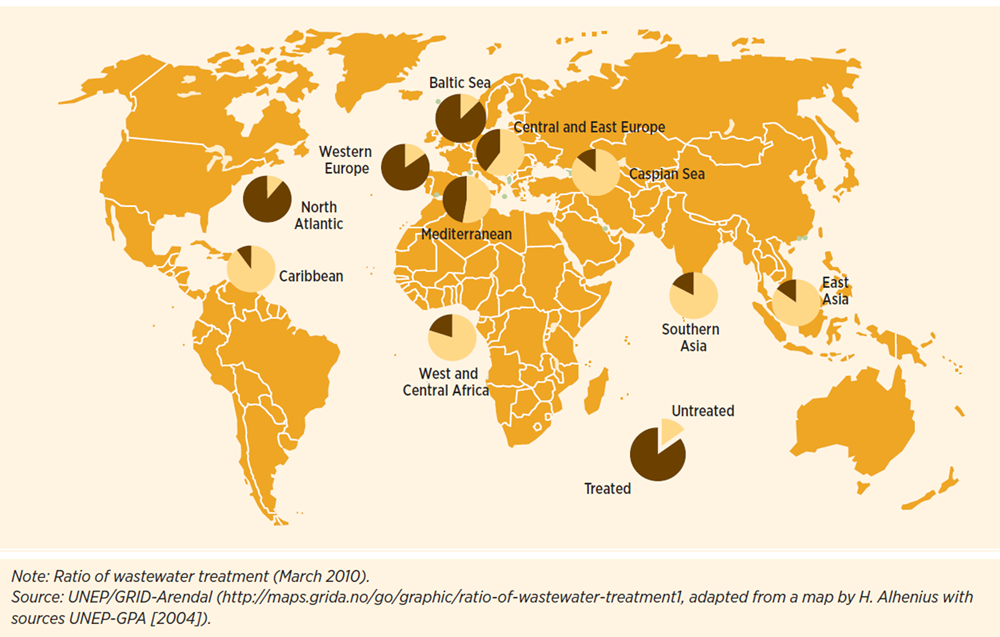 Baltic Sea
Central and East Europe
Western
Europe
Caspian Sea
North
Atlantic
Mediterranean
Caribbean
East
Asia
Southern
Asia
West and
Central Africa
Untreated
Treated
Note: Ratio of wastewater treatment (March 2010).
Source: UNEP/GRID-Arendal (http://maps.grida.no/go/graphic/ratio-of-wastewater-treatment1, adapted from a map by H. Alhenius with
sources UNEP-GPA [2004]).